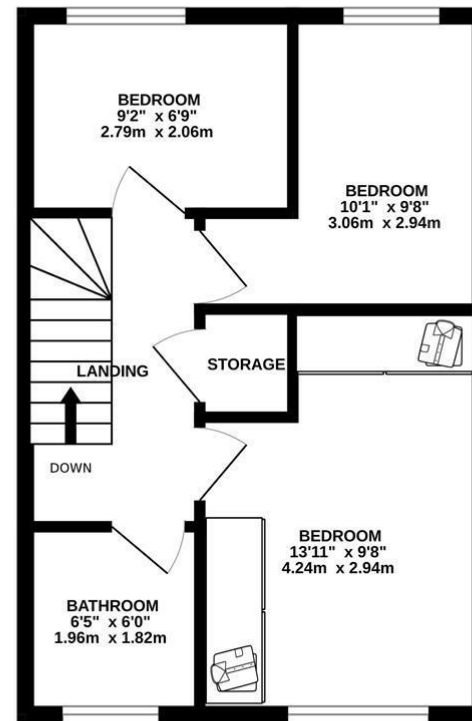 BEDROOM
9'2" x 6'9"
2.79m x 2.06m
BEDROOM
10'1" x 9'8"
3.06m x 2.94m
LANDING
STORAGE
DOWN
BEDROOM
13'11" x 9'8"
4.24m x 2.94m
BATHROOM
6'5" x 6'0"
1.96m x 1.82m